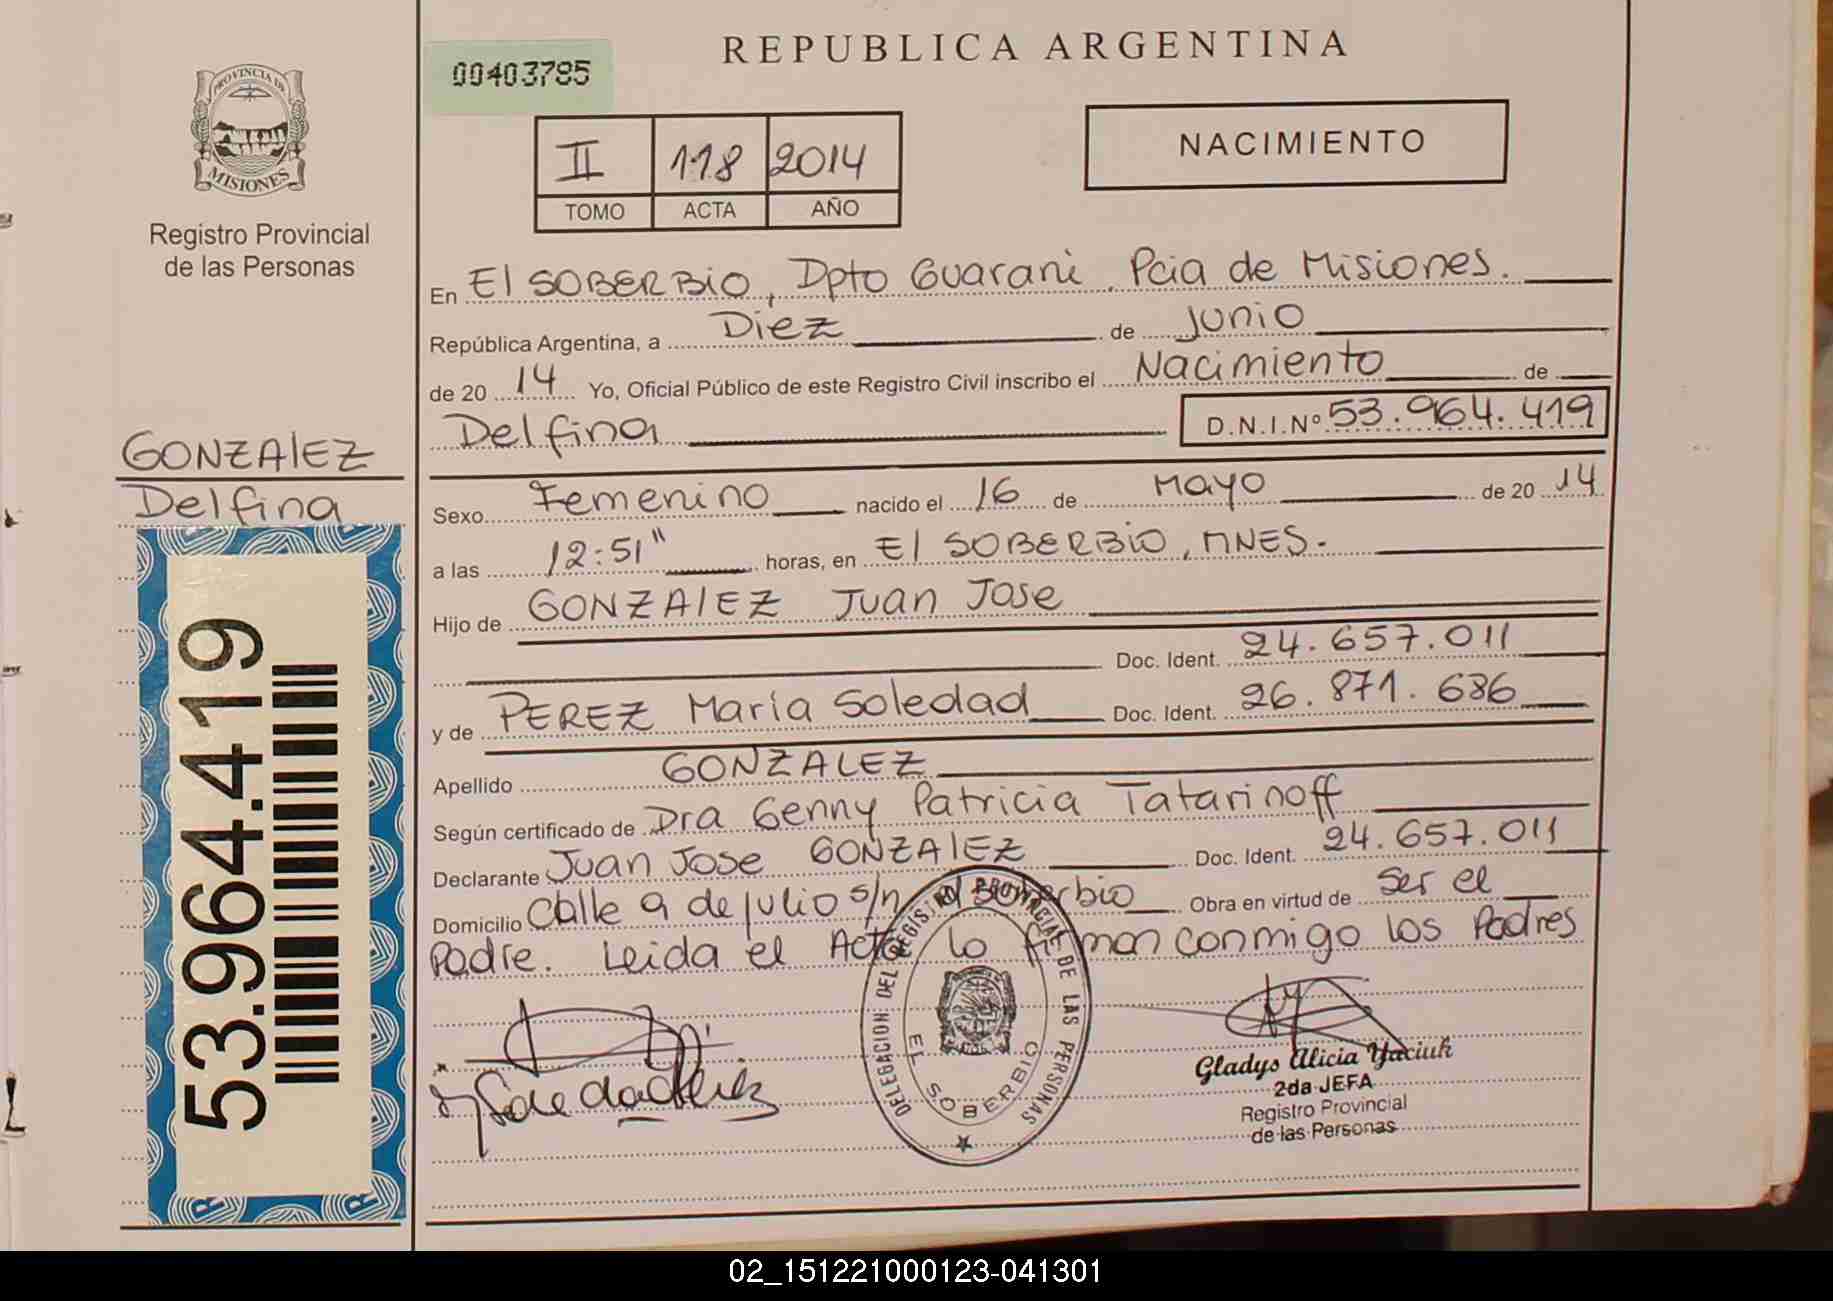 PROVINCIA DE
MISIONES
Registro Provincial
de las Personas
GONZAlEZ
Delfina
53.964.419
00403785
REPUBLICA ARGENTINA
II 118 2014
TOMO ACTA AÑO
NACIMIENTO
En El SOBERBIO, Dpto Guarani. Pcia de Misiones.
República Argentina, a Diez de Junio
de 20 14 Yo, Oficial Público de este Registro Civil inscribo el Nacimiento de
Delfina D.N.I.Nº 53.964.419
Sexo Femenino nacido el 16 de Mayo de 20 14
a las 12:51" horas, en El SOBERBIO, MNES.
Hijo de GONZAlEZ Juan Jose
Doc. Ident. 24.657.011
y de PEREZ María Soledad Doc. Ident. 26.871.686
Apellido GONZALEZ
Según certificado de Dra Genny Patricia Tatarinoff
Declarante Juan Jose GONZAlEZ Doc. Ident. 24.657.011
Domicilio Calle 9 de julio s/n El Soberbio Obra en virtud de ser el
Padre. Leida el Acta lo firman conmigo los Padres
Soledad Perez
DELEGACION DEL REGISTRO PROVINCIAL DE LAS PERSONAS
EL SOBERBIO
Gladys Alicia Yaciuk
2da JEFA
Registro Provincial
de las Personas
02_151221000123-041301